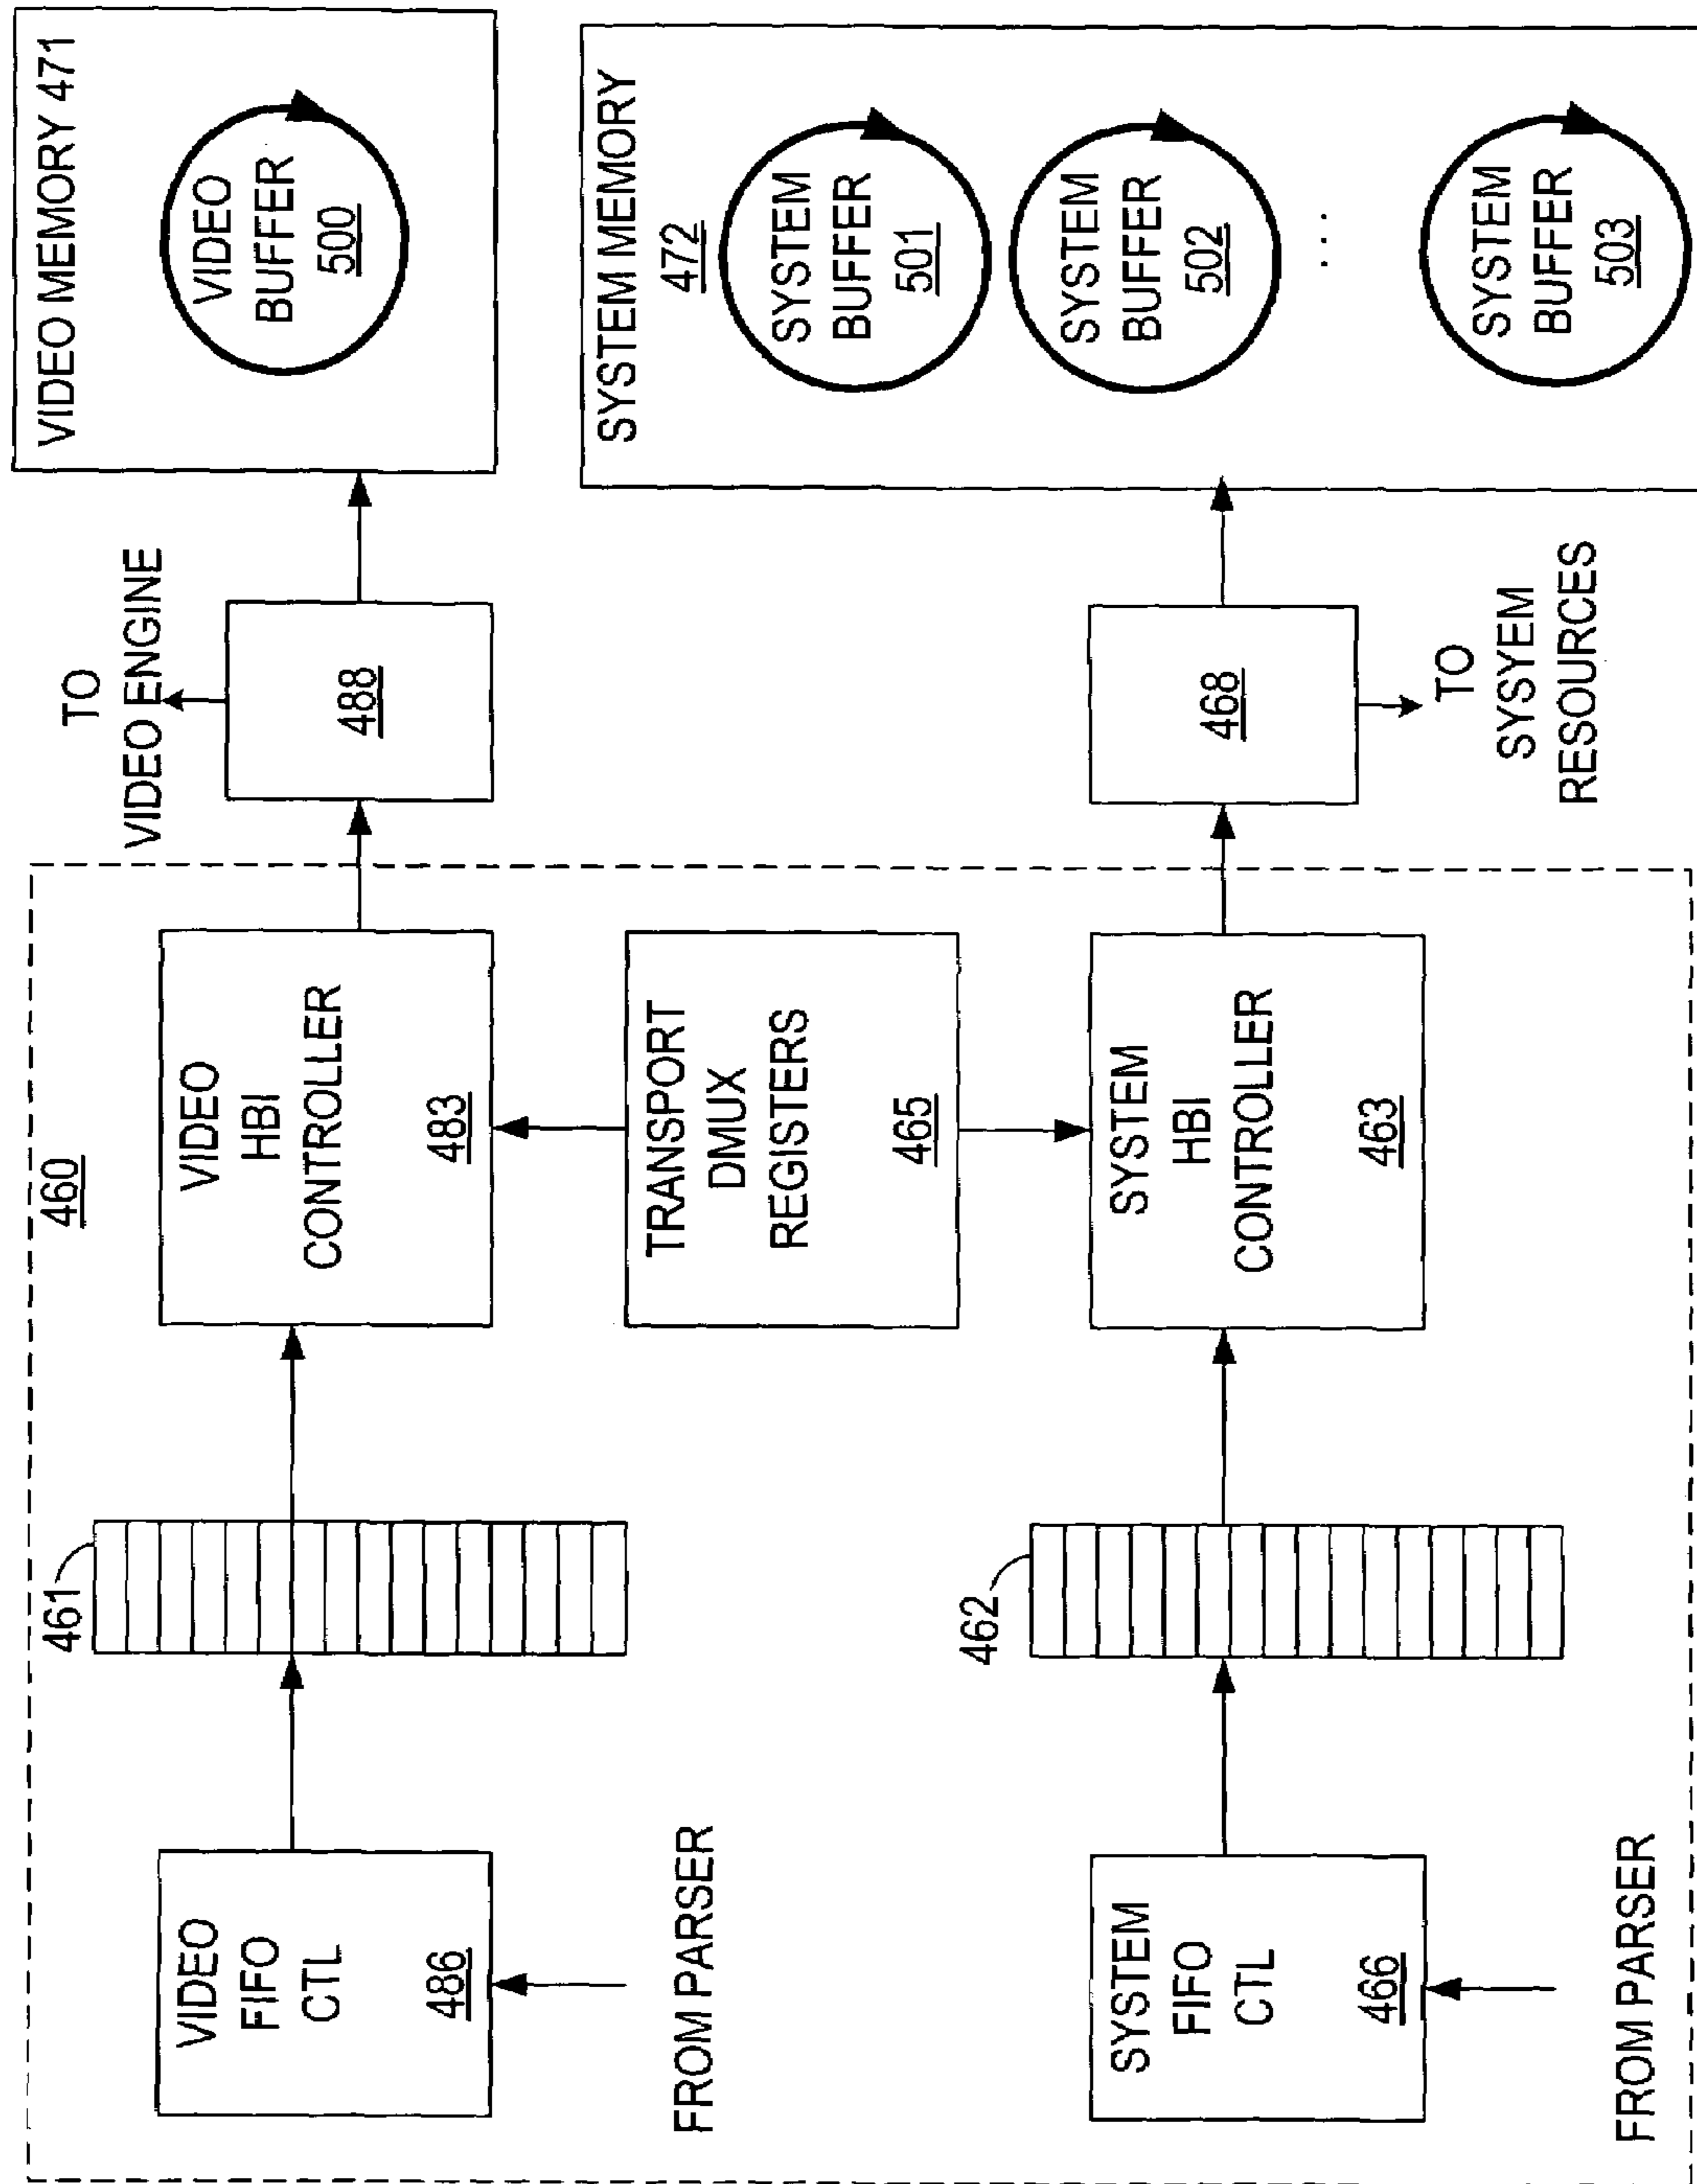 460
VIDEO
FIFO
CTL
486
FROM PARSER
461
VIDEO
HBI
CONTROLLER
483
TO
VIDEO ENGINE
488
VIDEO MEMORY 471
VIDEO
BUFFER
500
TRANSPORT
DMUX
REGISTERS
465
SYSTEM
FIFO
CTL
466
FROM PARSER
462
SYSTEM
HBI
CONTROLLER
463
468
TO
SYSYEM
RESOURCES
SYSTEM MEMORY
472
SYSTEM
BUFFER
501
SYSTEM
BUFFER
502
. . .
SYSTEM
BUFFER
503